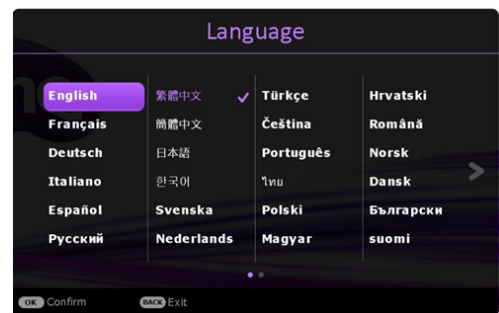 Language
English
Français
Deutsch
Italiano
Español
Русский
繁體中文
簡體中文
日本語
한국어
Svenska
Nederlands
Türkçe
Čeština
Português
ไทย
Polski
Magyar
Hrvatski
Română
Norsk
Dansk
Български
suomi
OK Confirm
BACK Exit